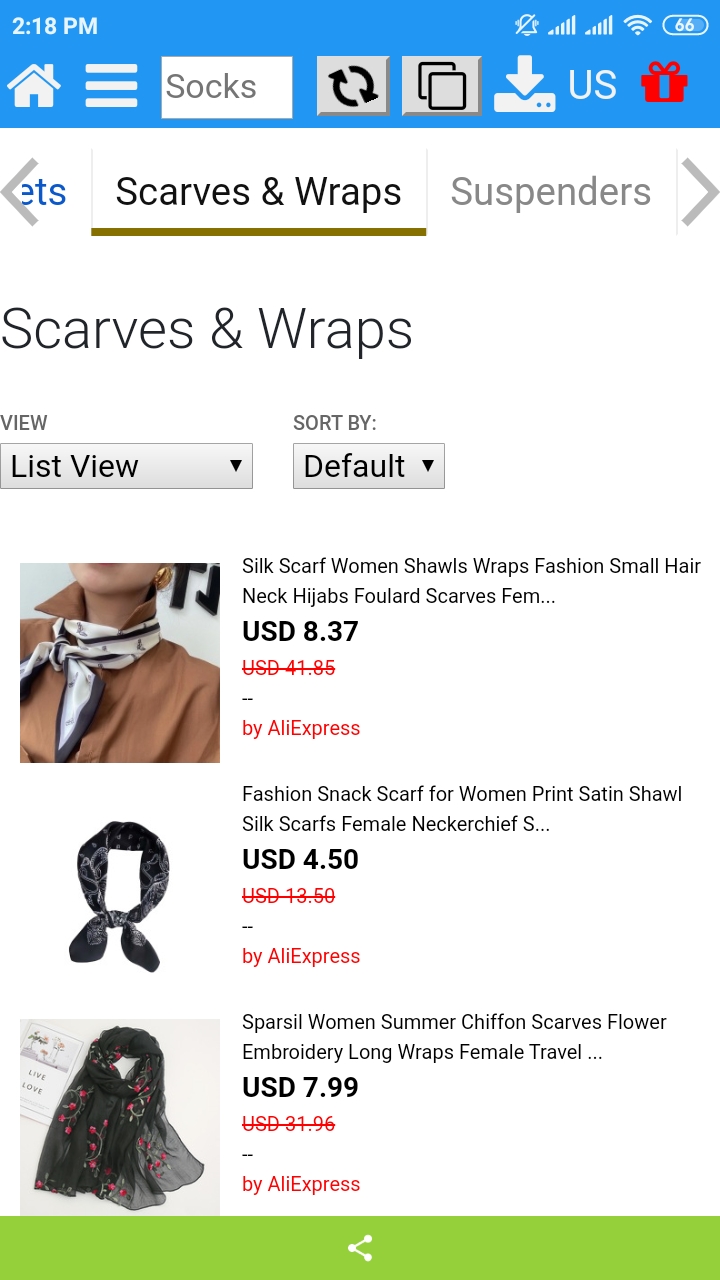 2:18 PM
66
Socks
US
ets
Scarves & Wraps
Suspenders
Scarves & Wraps
VIEW
SORT BY:
List View
Default
Silk Scarf Women Shawls Wraps Fashion Small Hair
Neck Hijabs Foulard Scarves Fem...
USD 8.37
USD 41.85
--
by AliExpress
Fashion Snack Scarf for Women Print Satin Shawl
Silk Scarfs Female Neckerchief S...
USD 4.50
USD 13.50
--
by AliExpress
LIVE
LOVE
Sparsil Women Summer Chiffon Scarves Flower
Embroidery Long Wraps Female Travel ...
USD 7.99
USD 31.96
--
by AliExpress